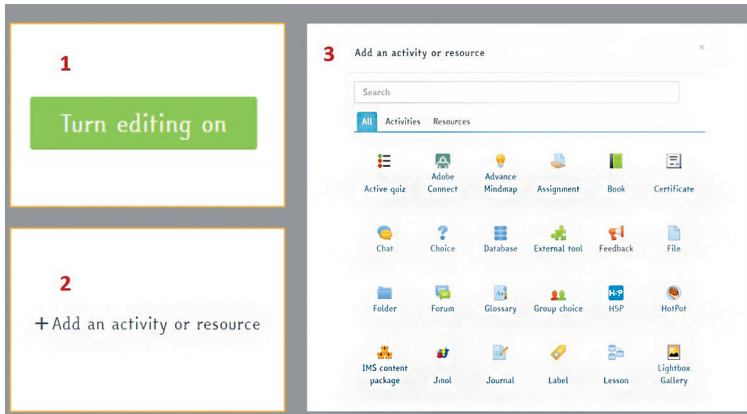 1
Turn editing on
2
+Add an activity or resource
3
Add an activity or resource
×
Search
All Activities Resources
Active quiz
Adobe
Connect
Advance
Mindmap
Assignment
Book
Certificate
Chat
Choice
Database
External tool
Feedback
File
Folder
Forum
Glossary
Group choice
H-P
H5P
HotPot
IMS content
package
Jmol
Journal
Label
Lesson
Lightbox
Gallery